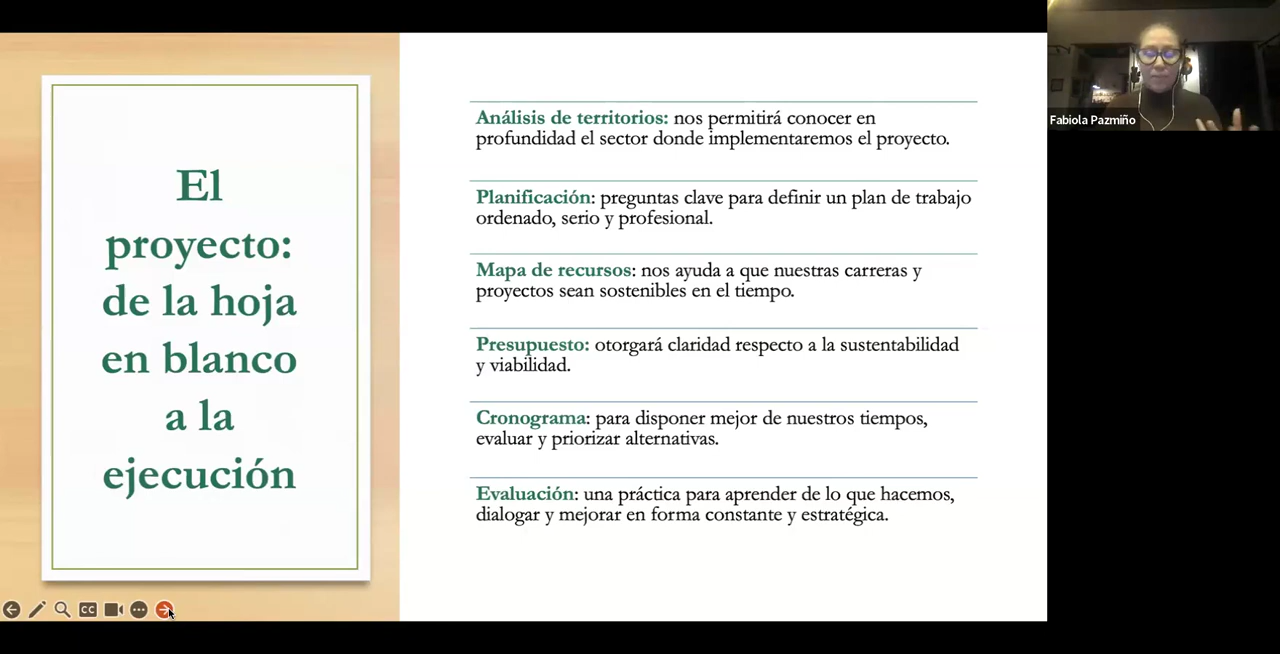 El
proyecto:
de la hoja
en blanco
a la
ejecución
Análisis de territorios: nos permitirá conocer en
profundidad el sector donde implementaremos el proyecto.
Planificación: preguntas clave para definir un plan de trabajo
ordenado, serio y profesional.
Mapa de recursos: nos ayuda a que nuestras carreras y
proyectos sean sostenibles en el tiempo.
Presupuesto: otorgará claridad respecto a la sustentabilidad
y viabilidad.
Cronograma: para disponer mejor de nuestros tiempos,
evaluar y priorizar alternativas.
Evaluación: una práctica para aprender de lo que hacemos,
dialogar y mejorar en forma constante y estratégica.
Fabiola Pazmiño
CC